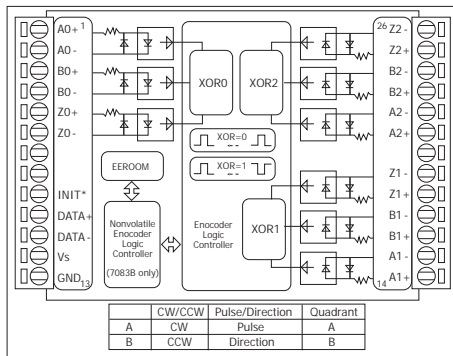 A0+ 1
A0 -
B0+
B0 -
Z0+
Z0 -
INIT*
DATA+
DATA -
Vs
GND 13
XOR0
XOR2
XOR=0
XOR=1
EEROOM
Nonvolatile
Encoder
Logic
Controller
(7083B only)
Encoder
Logic
Controller
XOR1
26 Z2 -
Z2 +
B2 -
B2 +
A2 -
A2+
Z1 -
Z1 +
B1 -
B1 +
A1 -
14 A1 +
CW/CCW Pulse/Direction Quadrant
A CW Pulse A
B CCW Direction B